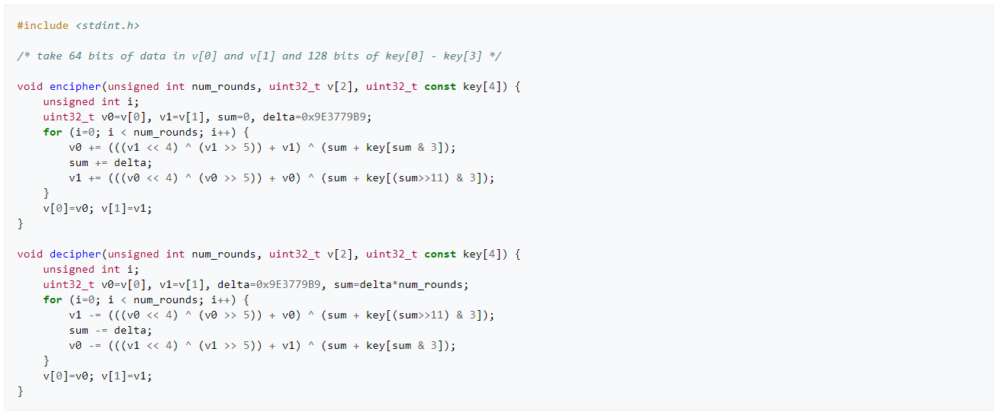 #include <stdint.h>

/* take 64 bits of data in v[0] and v[1] and 128 bits of key[0] - key[3] */

void encipher(unsigned int num_rounds, uint32_t v[2], uint32_t const key[4]) {
    unsigned int i;
    uint32_t v0=v[0], v1=v[1], sum=0, delta=0x9E3779B9;
    for (i=0; i < num_rounds; i++) {
        v0 += (((v1 << 4) ^ (v1 >> 5)) + v1) ^ (sum + key[sum & 3]);
        sum += delta;
        v1 += (((v0 << 4) ^ (v0 >> 5)) + v0) ^ (sum + key[(sum>>11) & 3]);
    }
    v[0]=v0; v[1]=v1;
}

void decipher(unsigned int num_rounds, uint32_t v[2], uint32_t const key[4]) {
    unsigned int i;
    uint32_t v0=v[0], v1=v[1], delta=0x9E3779B9, sum=delta*num_rounds;
    for (i=0; i < num_rounds; i++) {
        v1 -= (((v0 << 4) ^ (v0 >> 5)) + v0) ^ (sum + key[(sum>>11) & 3]);
        sum -= delta;
        v0 -= (((v1 << 4) ^ (v1 >> 5)) + v1) ^ (sum + key[sum & 3]);
    }
    v[0]=v0; v[1]=v1;
}